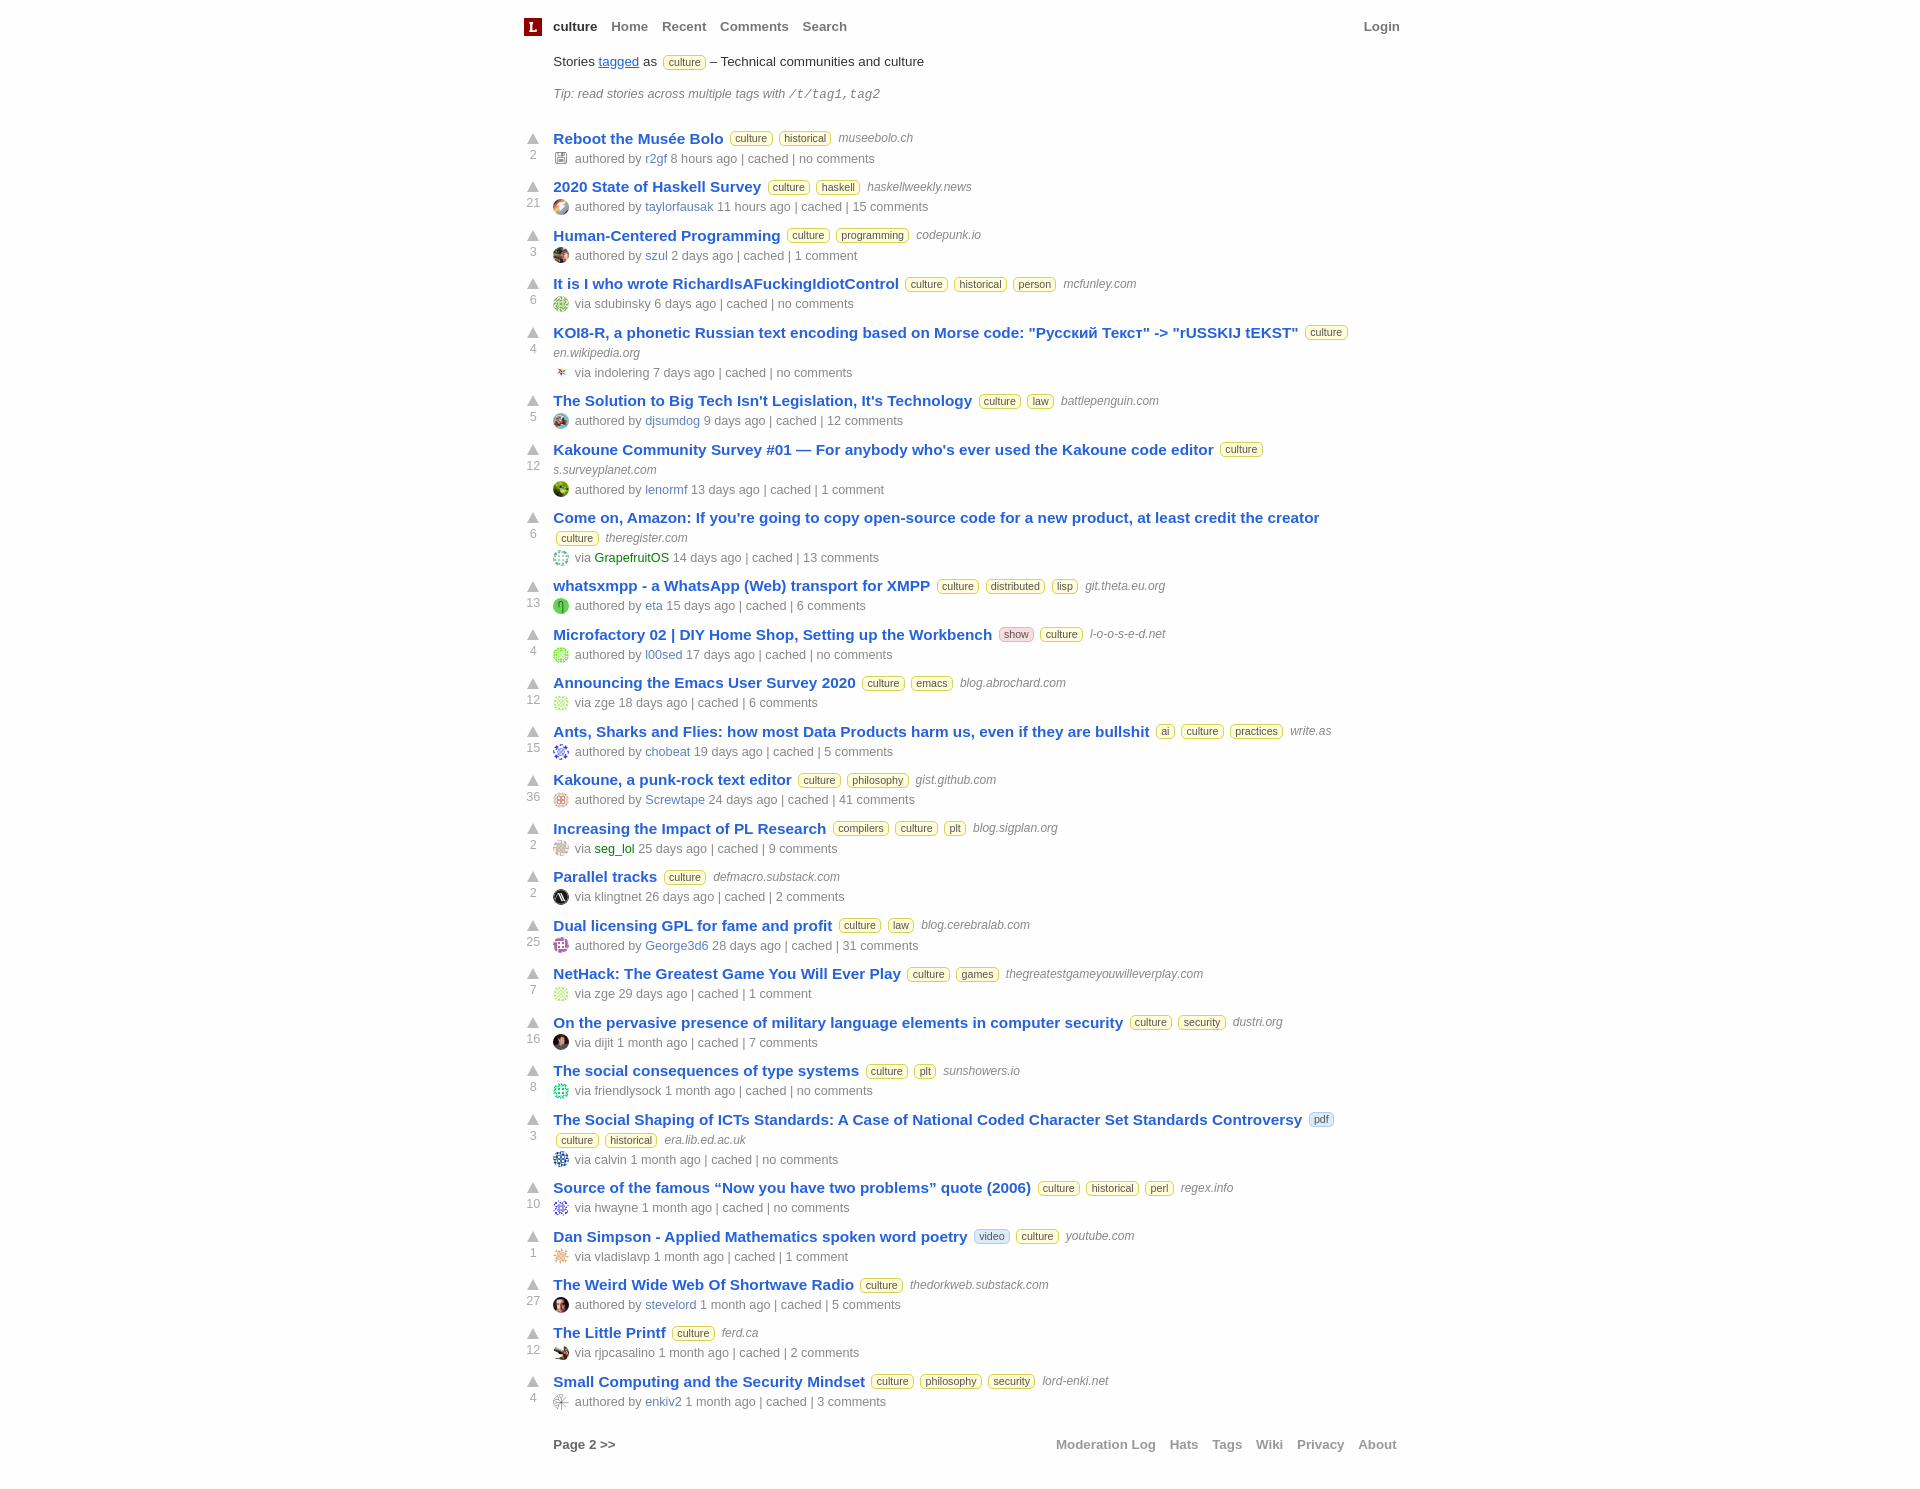 L culture Home Recent Comments Search Login
Stories tagged as culture – Technical communities and culture
Tip: read stories across multiple tags with /t/tag1,tag2
Reboot the Musée Bolo culture historical museebolo.ch
2 authored by r2gf 8 hours ago | cached | no comments
2020 State of Haskell Survey culture haskell haskellweekly.news
21 authored by taylorfausak 11 hours ago | cached | 15 comments
Human-Centered Programming culture programming codepunk.io
3 authored by szul 2 days ago | cached | 1 comment
It is I who wrote RichardIsAFuckingIdiotControl culture historical person mcfunley.com
6 via sdubinsky 6 days ago | cached | no comments
KOI8-R, a phonetic Russian text encoding based on Morse code: "Русский Текст" -> "rUSSKIJ tEKST" culture
4 en.wikipedia.org
via indolering 7 days ago | cached | no comments
The Solution to Big Tech Isn't Legislation, It's Technology culture law battlepenguin.com
5 authored by djsumdog 9 days ago | cached | 12 comments
Kakoune Community Survey #01 — For anybody who's ever used the Kakoune code editor culture
12 s.surveyplanet.com
authored by lenormf 13 days ago | cached | 1 comment
Come on, Amazon: If you're going to copy open-source code for a new product, at least credit the creator
6 culture theregister.com
via GrapefruitOS 14 days ago | cached | 13 comments
whatsxmpp - a WhatsApp (Web) transport for XMPP culture distributed lisp git.theta.eu.org
13 authored by eta 15 days ago | cached | 6 comments
Microfactory 02 | DIY Home Shop, Setting up the Workbench show culture l-o-o-s-e-d.net
4 authored by l00sed 17 days ago | cached | no comments
Announcing the Emacs User Survey 2020 culture emacs blog.abrochard.com
12 via zge 18 days ago | cached | 6 comments
Ants, Sharks and Flies: how most Data Products harm us, even if they are bullshit ai culture practices write.as
15 authored by chobeat 19 days ago | cached | 5 comments
Kakoune, a punk-rock text editor culture philosophy gist.github.com
36 authored by Screwtape 24 days ago | cached | 41 comments
Increasing the Impact of PL Research compilers culture plt blog.sigplan.org
2 via seg_lol 25 days ago | cached | 9 comments
Parallel tracks culture defmacro.substack.com
2 via klingtnet 26 days ago | cached | 2 comments
Dual licensing GPL for fame and profit culture law blog.cerebralab.com
25 authored by George3d6 28 days ago | cached | 31 comments
NetHack: The Greatest Game You Will Ever Play culture games thegreatestgameyouwilleverplay.com
7 via zge 29 days ago | cached | 1 comment
On the pervasive presence of military language elements in computer security culture security dustri.org
16 via dijit 1 month ago | cached | 7 comments
The social consequences of type systems culture plt sunshowers.io
8 via friendlysock 1 month ago | cached | no comments
The Social Shaping of ICTs Standards: A Case of National Coded Character Set Standards Controversy pdf
3 culture historical era.lib.ed.ac.uk
via calvin 1 month ago | cached | no comments
Source of the famous “Now you have two problems” quote (2006) culture historical perl regex.info
10 via hwayne 1 month ago | cached | no comments
Dan Simpson - Applied Mathematics spoken word poetry video culture youtube.com
1 via vladislavp 1 month ago | cached | 1 comment
The Weird Wide Web Of Shortwave Radio culture thedorkweb.substack.com
27 authored by stevelord 1 month ago | cached | 5 comments
The Little Printf culture ferd.ca
12 via rjpcasalino 1 month ago | cached | 2 comments
Small Computing and the Security Mindset culture philosophy security lord-enki.net
4 authored by enkiv2 1 month ago | cached | 3 comments
Page 2 >> Moderation Log Hats Tags Wiki Privacy About